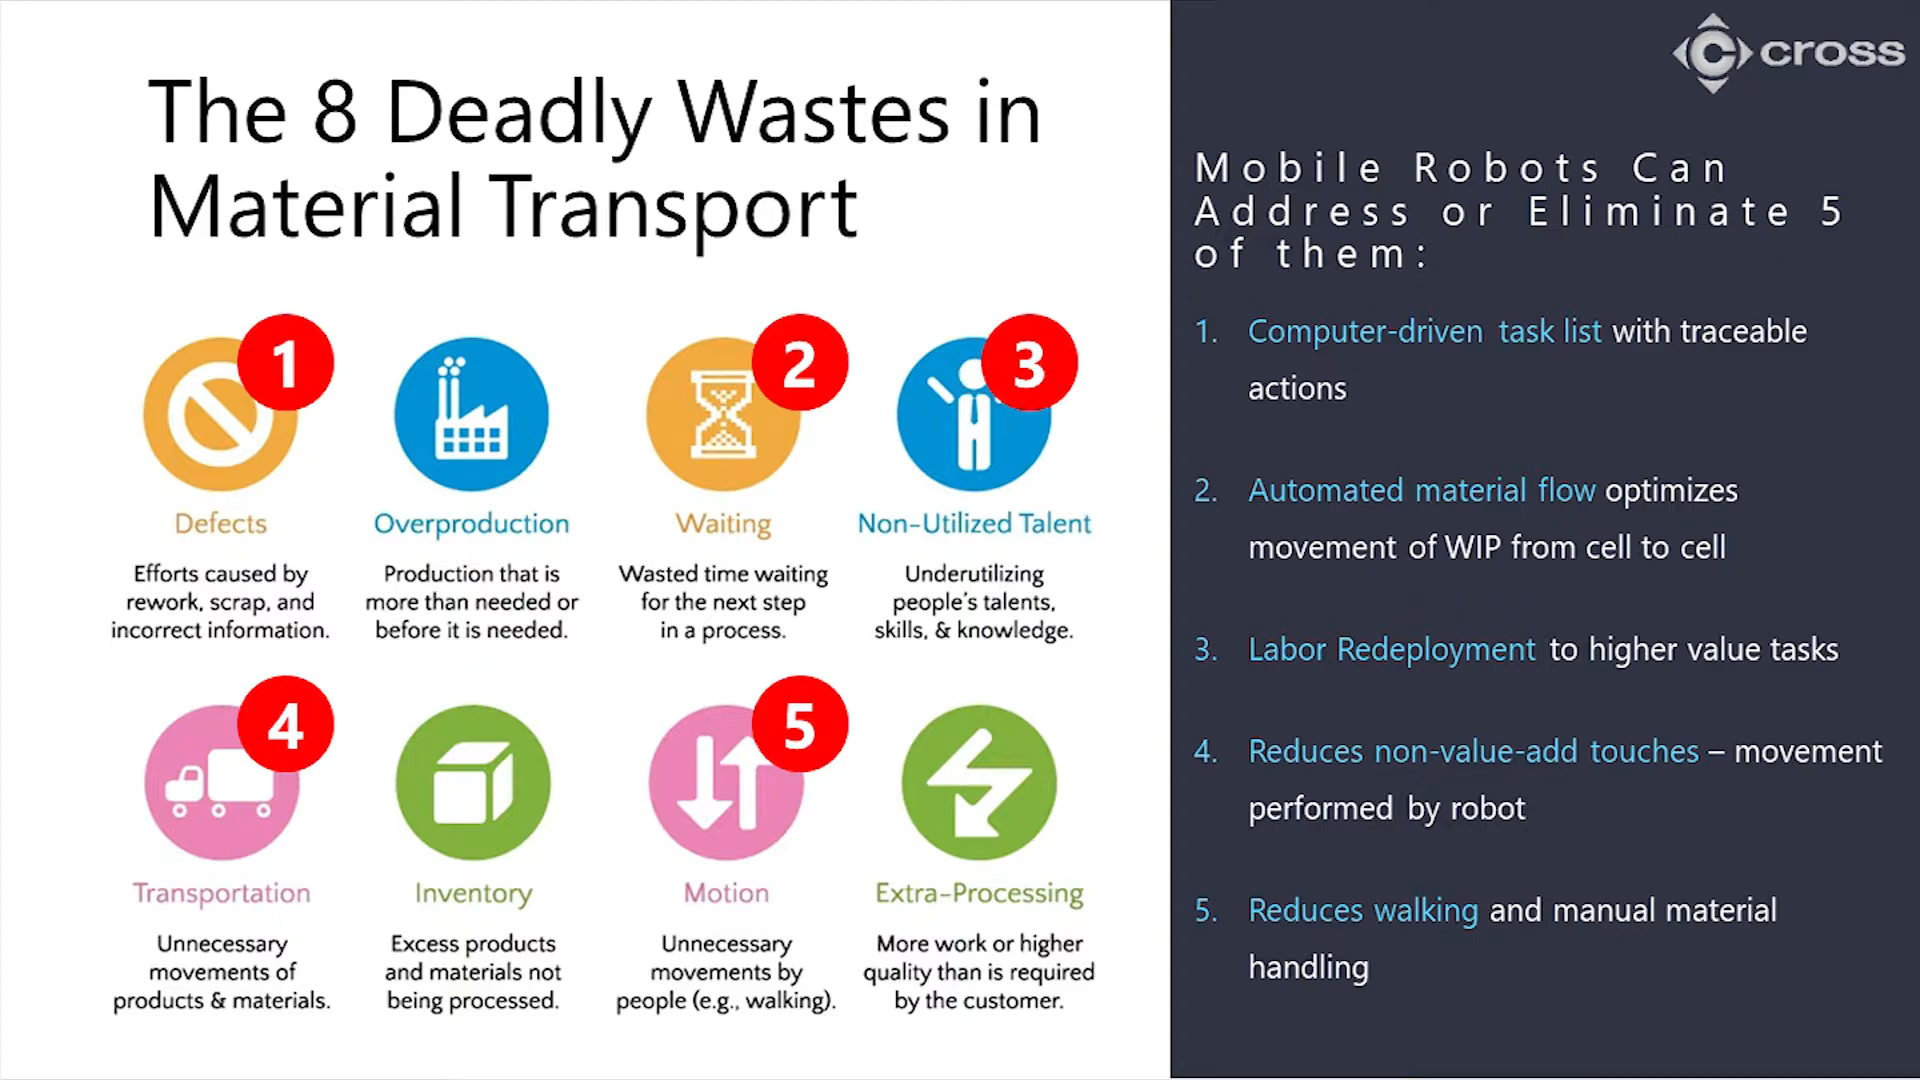 The 8 Deadly Wastes in
Material Transport
1
2
3
Defects
Efforts caused by
rework, scrap, and
incorrect information.
Overproduction
Production that is
more than needed or
before it is needed.
Waiting
Wasted time waiting
for the next step
in a process.
Non-Utilized Talent
Underutilizing
people's talents,
skills, & knowledge.
4
5
Transportation
Unnecessary
movements of
products & materials.
Inventory
Excess products
and materials not
being processed.
Motion
Unnecessary
movements by
people (e.g., walking).
Extra-Processing
More work or higher
quality than is required
by the customer.
C cross
Mobile Robots Can
Address or Eliminate 5
of them:
1. Computer-driven task list with traceable
actions
2. Automated material flow optimizes
movement of WIP from cell to cell
3. Labor Redeployment to higher value tasks
4. Reduces non-value-add touches – movement
performed by robot
5. Reduces walking and manual material
handling